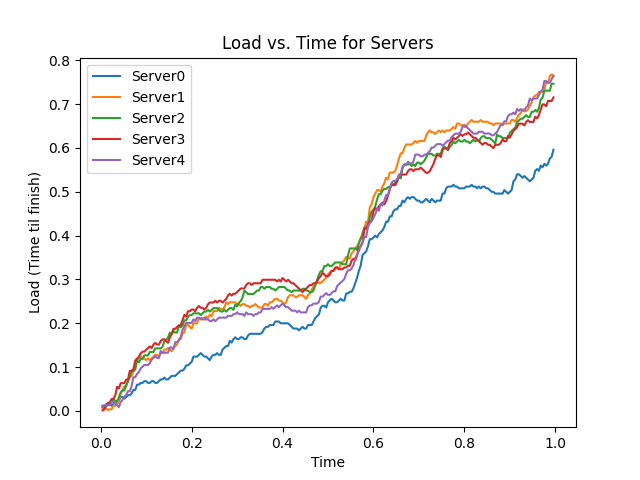 Load vs. Time for Servers
Server0
Server1
Server2
Server3
Server4
Load (Time til finish)
0.8
0.7
0.6
0.5
0.4
0.3
0.2
0.1
0.0
0.0 0.2 0.4 0.6 0.8 1.0
Time